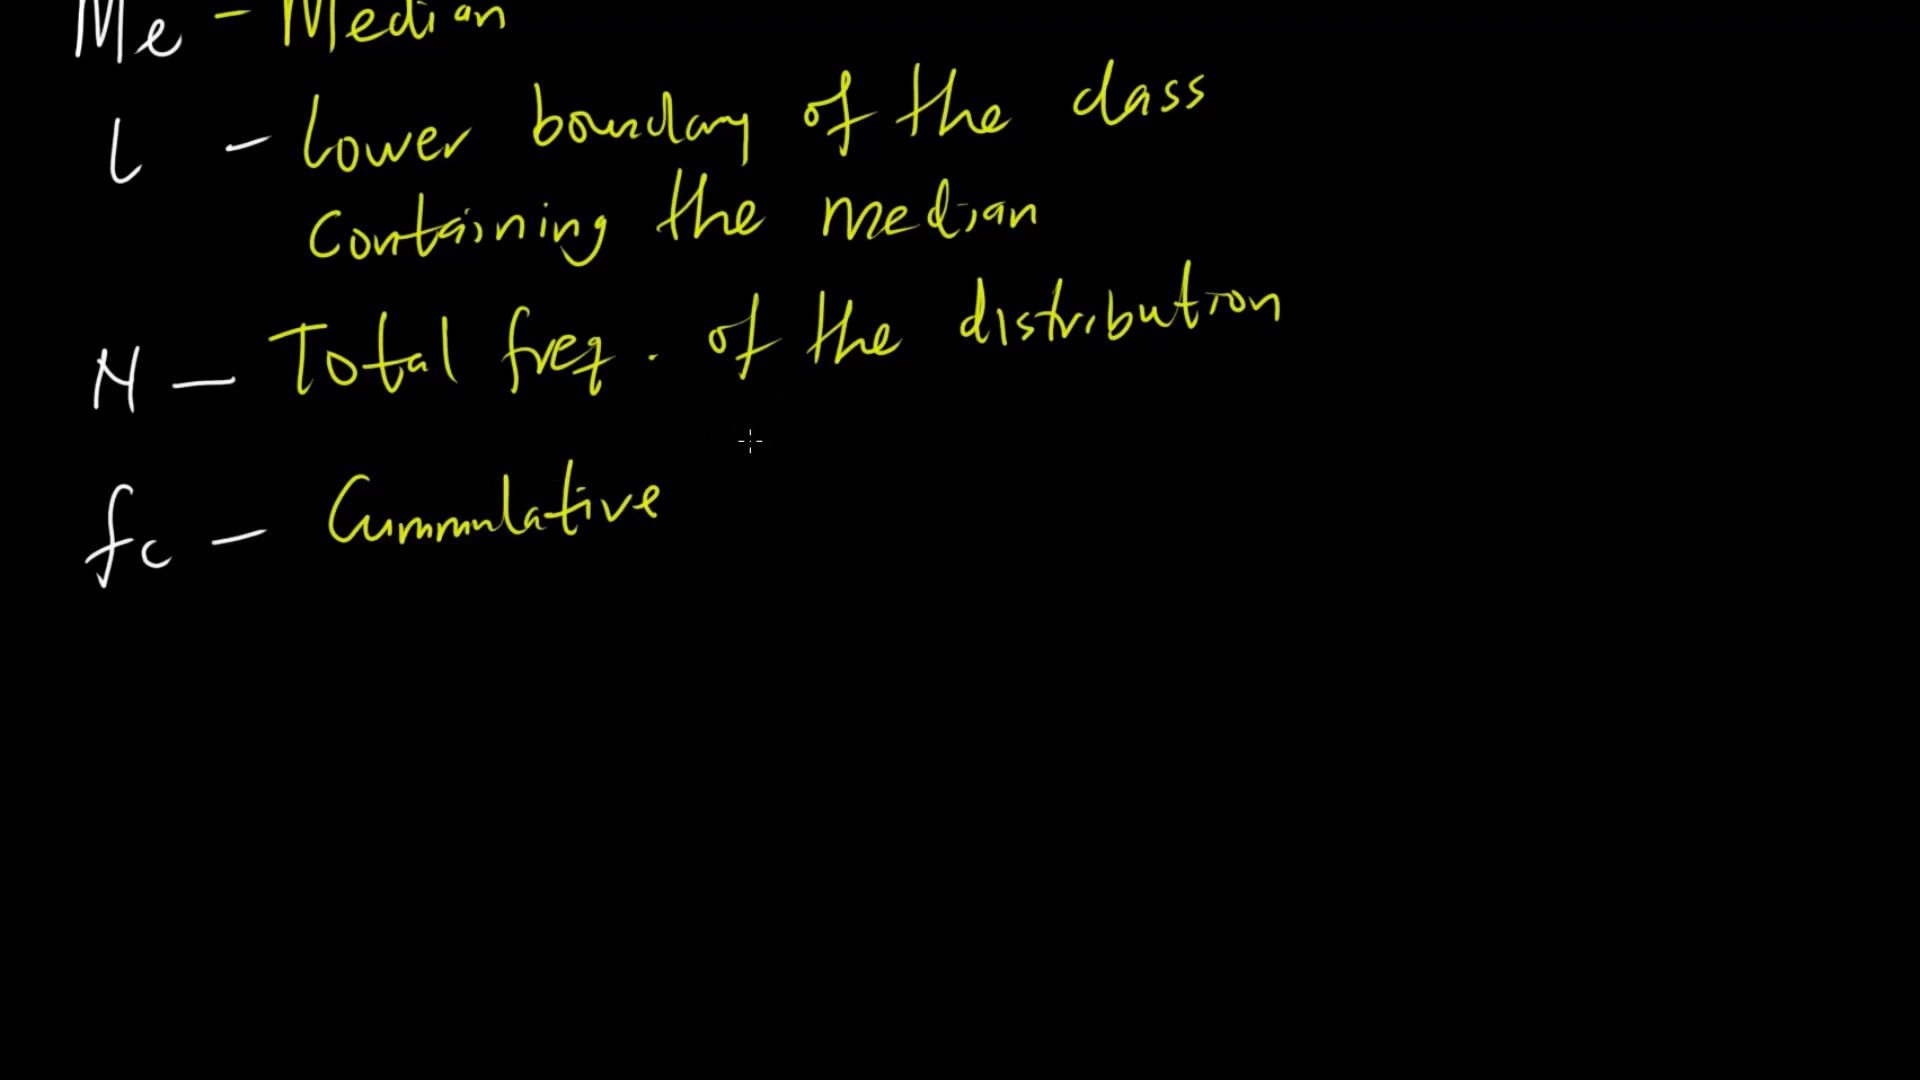 Me - Median
l - Lower boundary of the class
containing the median
N - Total freq. of the distribution
fc - Cummulative